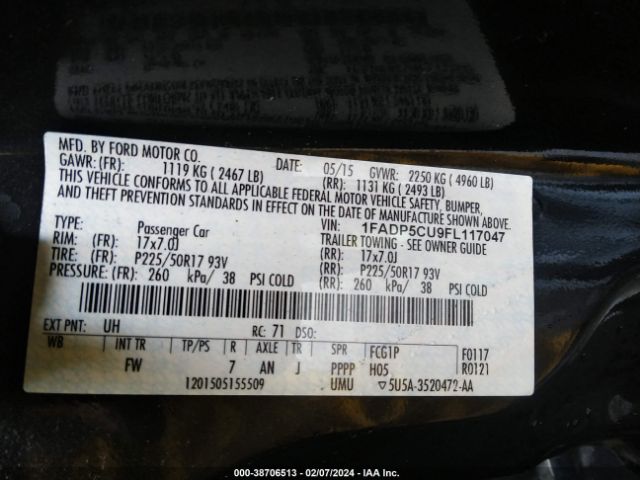 MFD. BY FORD MOTOR CO.
DATE: 05/15 GVWR: 2250 KG ( 4960 LB)
GAWR: (FR): 1119 KG ( 2467 LB) (RR): 1131 KG ( 2493 LB)
THIS VEHICLE CONFORMS TO ALL APPLICABLE FEDERAL MOTOR VEHICLE SAFETY, BUMPER,
AND THEFT PREVENTION STANDARDS IN EFFECT ON THE DATE OF MANUFACTURE SHOWN ABOVE.
VIN: 1FADP5CU9FL117047
TYPE: Passenger Car TRAILER TOWING - SEE OWNER GUIDE
RIM: (FR) 17x7.0J (RR): 17x7.0J
TIRE: (FR) P225/50R17 93V (RR): P225/50R17 93V
PRESSURE: (FR) 260 kPa/ 38 PSI COLD (RR): 260 kPa/ 38 PSI COLD
EXT PNT: UH RC: 71 DSO:
WB INT TR TP/PS R AXLE TR SPR FCG1P F0117
FW 7 AN J PPPP H05 R0121
1201505155509 UMU ▽5U5A-3520472-AA
000-38706513 - 02/07/2024 - IAA Inc.